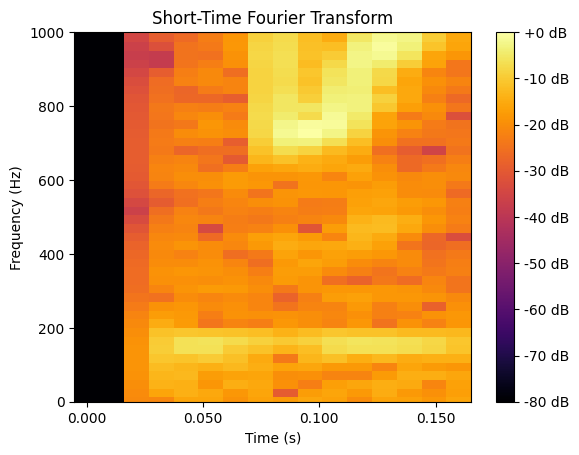 Short-Time Fourier Transform
1000
800
600
400
200
0
Frequency (Hz)
0.000
0.050
0.100
0.150
Time (s)
+0 dB
-10 dB
-20 dB
-30 dB
-40 dB
-50 dB
-60 dB
-70 dB
-80 dB